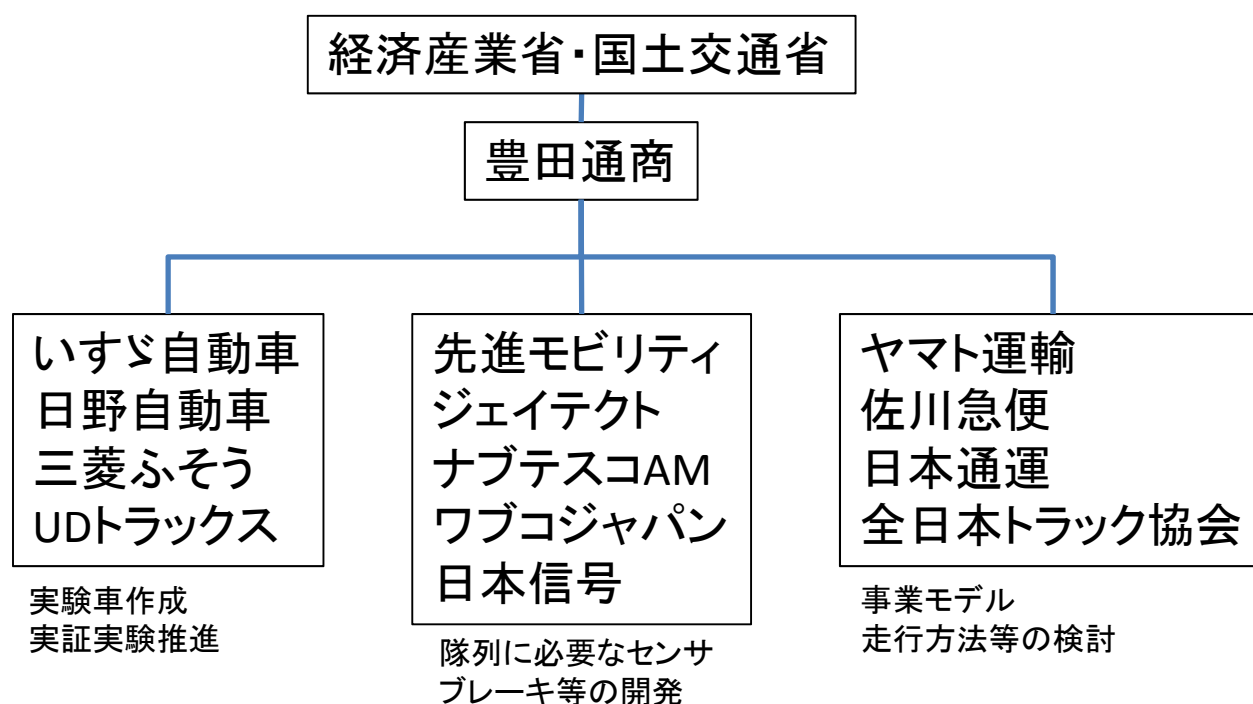 経済産業省・国土交通省
豊田通商
いすゞ自動車
日野自動車
三菱ふそう
UDトラックス
実験車作成
実証実験推進
先進モビリティ
ジェイテクト
ナブテスコAM
ワブコジャパン
日本信号
隊列に必要なセンサ
ブレーキ等の開発
ヤマト運輸
佐川急便
日本通運
全日本トラック協会
事業モデル
走行方法等の検討